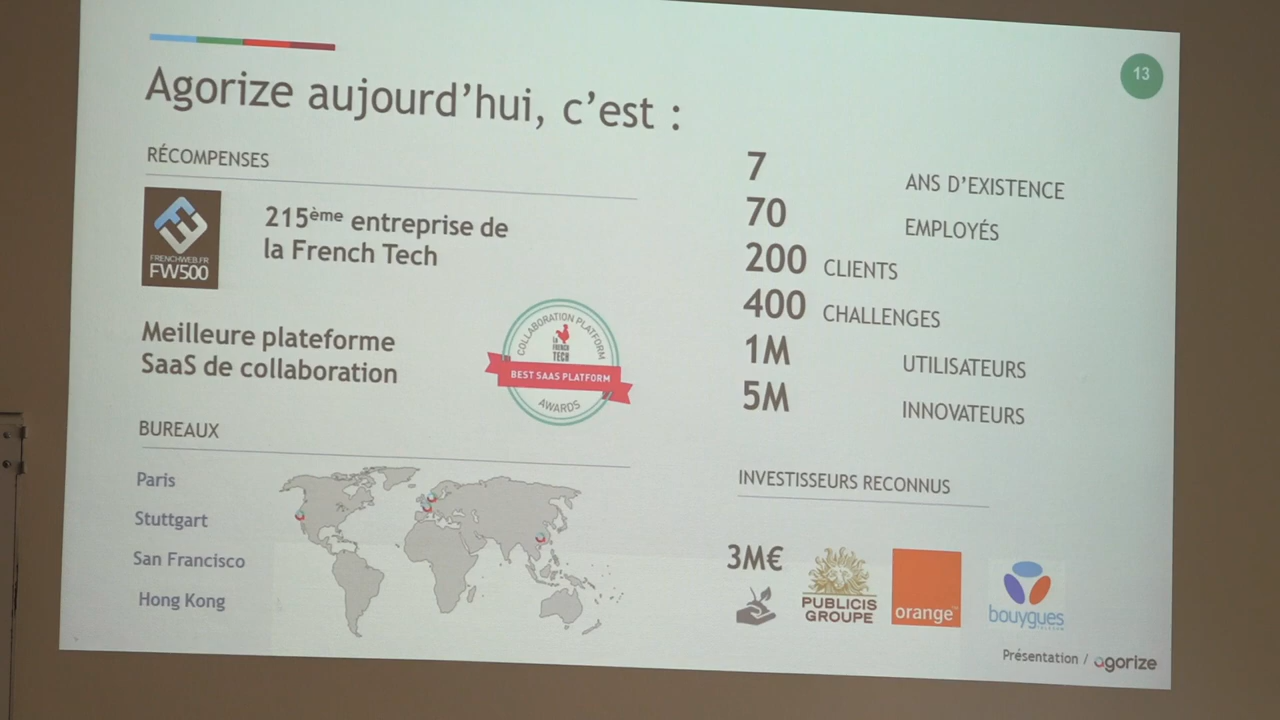 13
Agorize aujourd'hui, c'est :
RÉCOMPENSES
FRENCHWEB.FR
FW500
215ème entreprise de
la French Tech
Meilleure plateforme
SaaS de collaboration
COLLABORATION PLATFORM
LA
FRENCH
TECH
BEST SAAS PLATFORM
AWARDS
BUREAUX
Paris
Stuttgart
San Francisco
Hong Kong
7 ANS D'EXISTENCE
70 EMPLOYÉS
200 CLIENTS
400 CHALLENGES
1M UTILISATEURS
5M INNOVATEURS
INVESTISSEURS RECONNUS
3M€
PUBLICIS
GROUPE
orange™
bouygues
TELECOM
Présentation / agorize